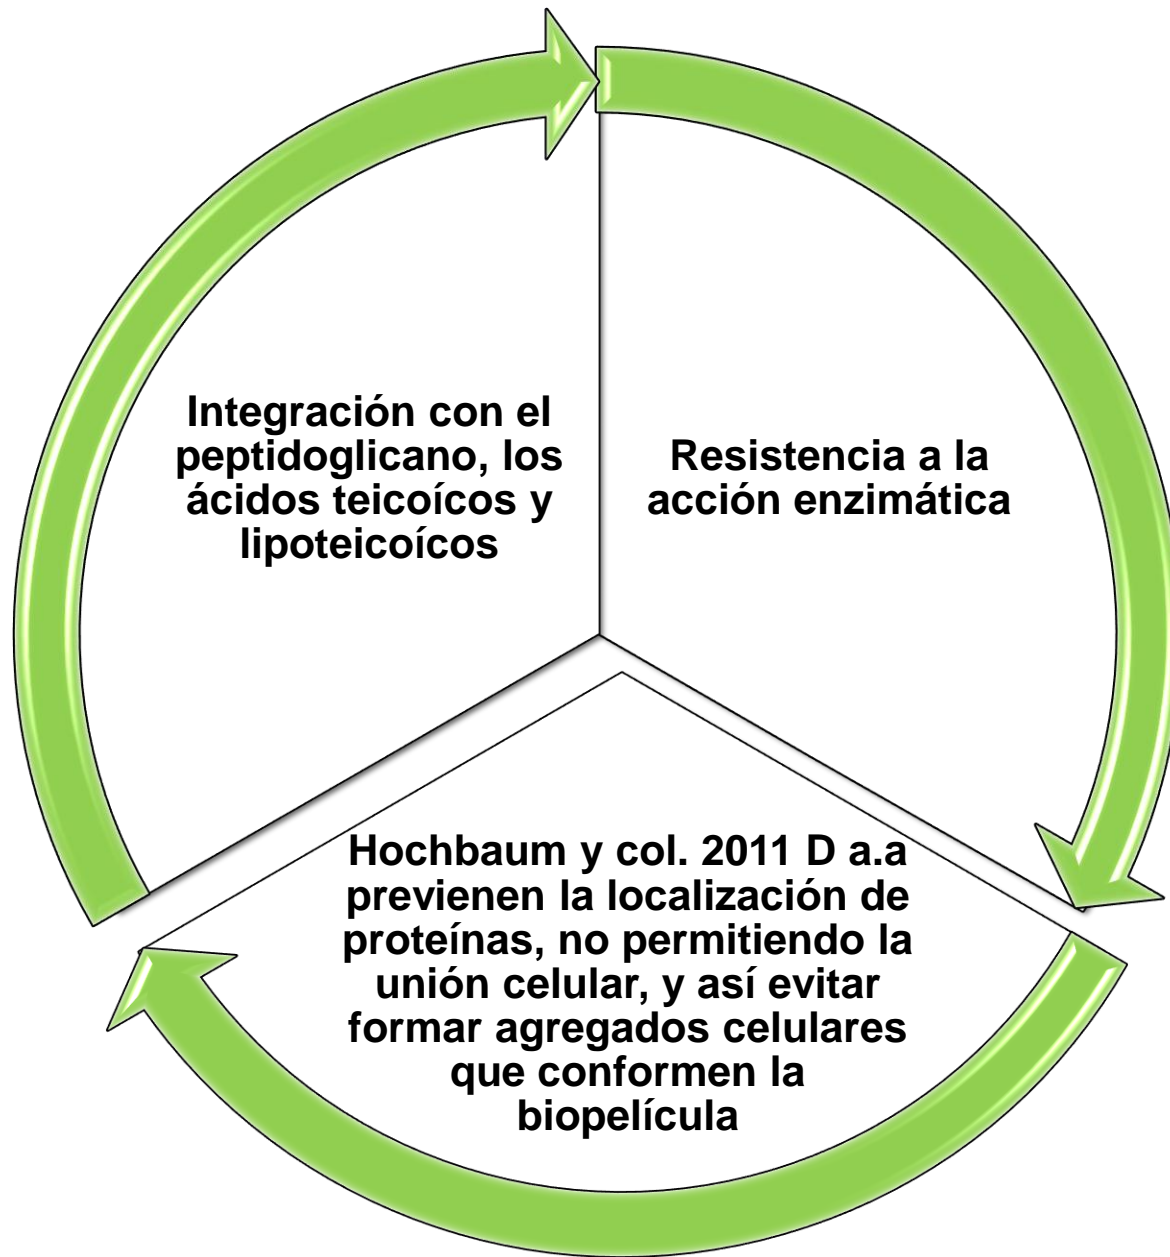 Integración con el
peptidoglicano, los
ácidos teicoícos y
lipoteicoícos
Resistencia a la
acción enzimática
Hochbaum y col. 2011 D a.a
previenen la localización de
proteínas, no permitiendo la
unión celular, y así evitar
formar agregados celulares
que conformen la
biopelícula